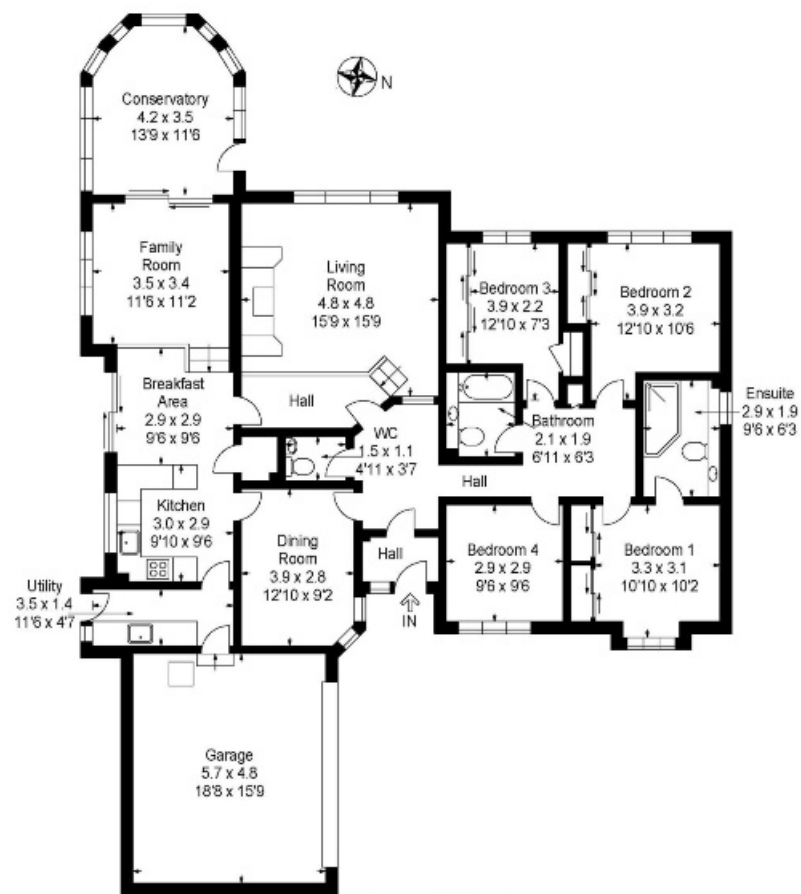 N
Conservatory
4.2 x 3.5
13'9 x 11'6
Family
Room
3.5 x 3.4
11'6 x 11'2
Living
Room
4.8 x 4.8
15'9 x 15'9
Bedroom 3
3.9 x 2.2
12'10 x 7'3
Bedroom 2
3.9 x 3.2
12'10 x 10'6
Breakfast
Area
2.9 x 2.9
9'6 x 9'6
Hall
WC
1.5 x 1.1
4'11 x 3'7
Bathroom
2.1 x 1.9
6'11 x 6'3
Ensuite
2.9 x 1.9
9'6 x 6'3
Hall
Kitchen
3.0 x 2.9
9'10 x 9'6
Dining
Room
3.9 x 2.8
12'10 x 9'2
Hall
IN
Bedroom 4
2.9 x 2.9
9'6 x 9'6
Bedroom 1
3.3 x 3.1
10'10 x 10'2
Utility
3.5 x 1.4
11'6 x 4'7
Garage
5.7 x 4.8
18'8 x 15'9